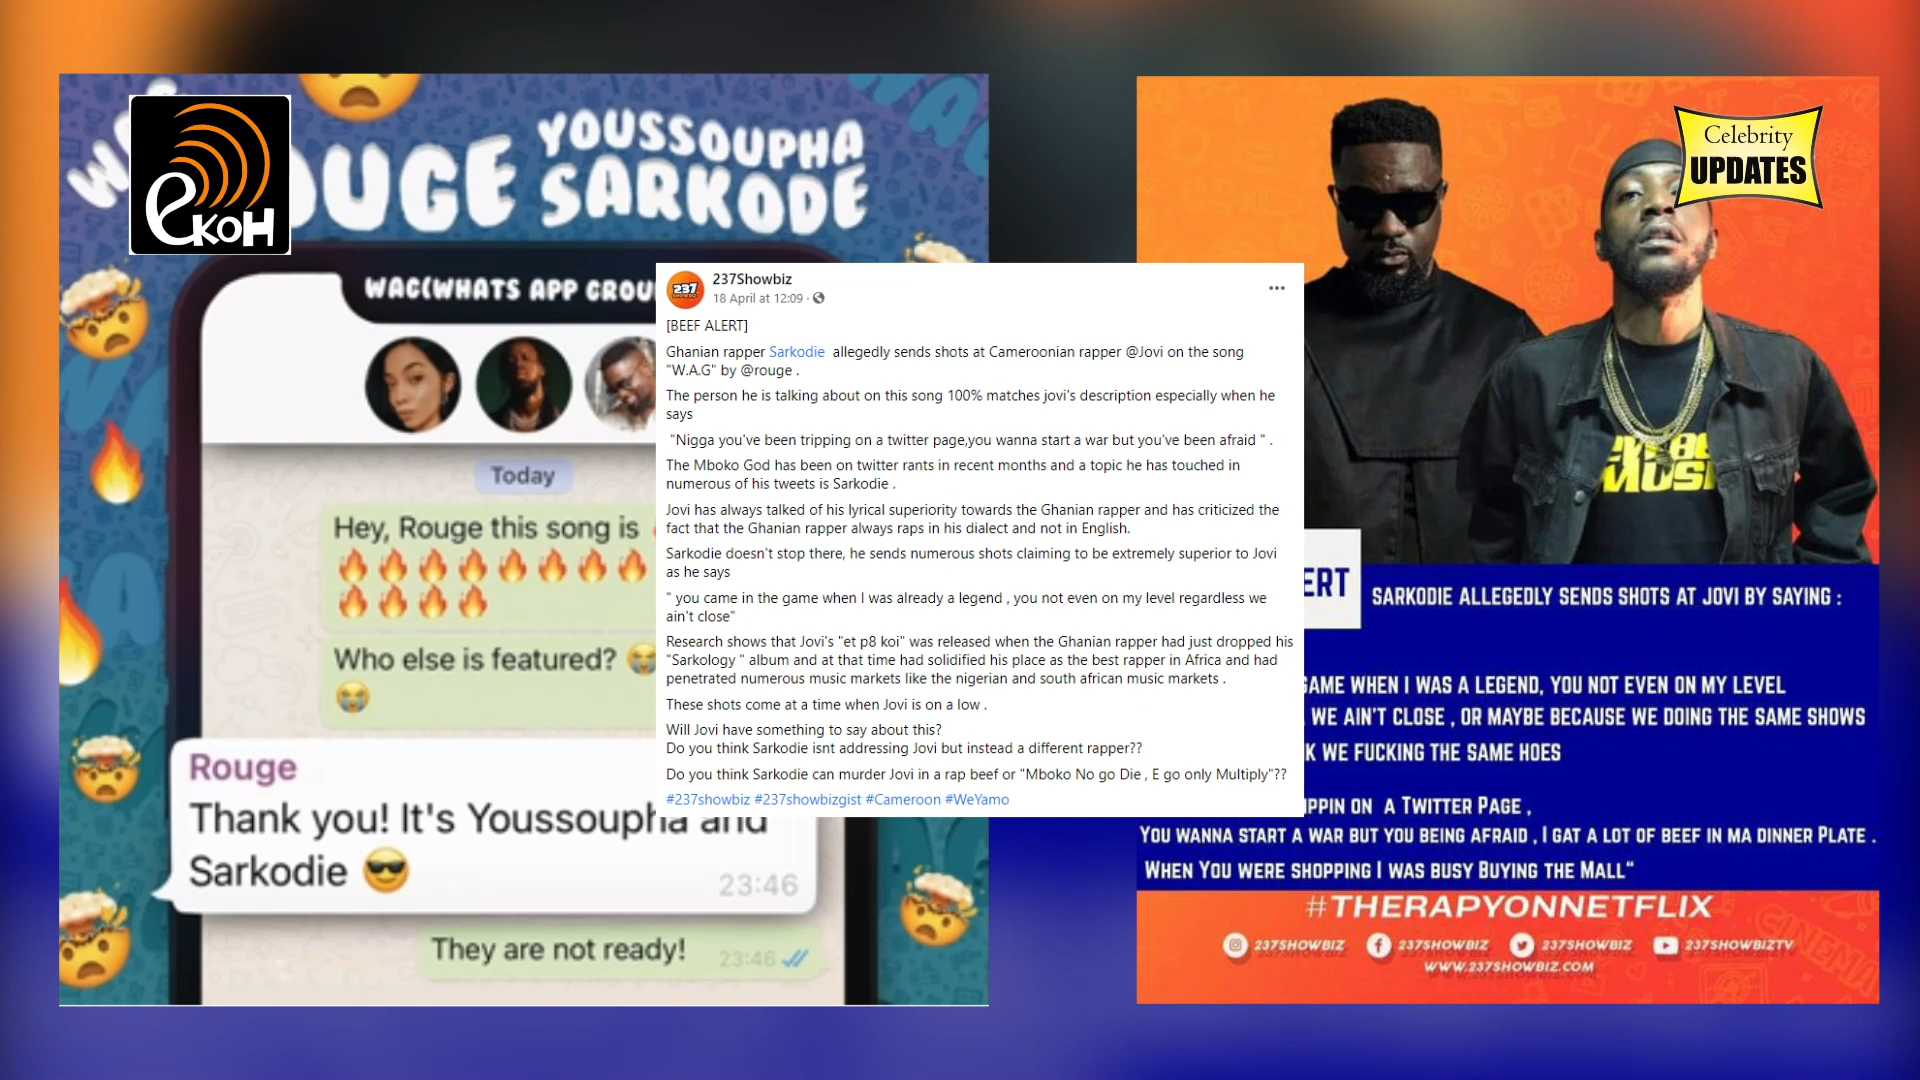 ekoH
OUGE YOUSSOUPHA
SARKODE
WAG(WHATS APP GROU
Today
Hey, Rouge this song is
Who else is featured?
Rouge
Thank you! It's Youssoupha and
Sarkodie
23:46
They are not ready!
23:46
237Showbiz
18 April at 12:09 ·
[BEEF ALERT]
Ghanian rapper Sarkodie allegedly sends shots at Cameroonian rapper @Jovi on the song
"W.A.G" by @rouge .
The person he is talking about on this song 100% matches jovi's description especially when he
says
"Nigga you've been tripping on a twitter page,you wanna start a war but you've been afraid " .
The Mboko God has been on twitter rants in recent months and a topic he has touched in
numerous of his tweets is Sarkodie .
Jovi has always talked of his lyrical superiority towards the Ghanian rapper and has criticized the
fact that the Ghanian rapper always raps in his dialect and not in English.
Sarkodie doesn't stop there, he sends numerous shots claiming to be extremely superior to Jovi
as he says
" you came in the game when I was already a legend , you not even on my level regardless we
ain't close"
Research shows that Jovi's "et p8 koi" was released when the Ghanian rapper had just dropped his
"Sarkology " album and at that time had solidified his place as the best rapper in Africa and had
penetrated numerous music markets like the nigerian and south african music markets .
These shots come at a time when Jovi is on a low .
Will Jovi have something to say about this?
Do you think Sarkodie isnt addressing Jovi but instead a different rapper??
Do you think Sarkodie can murder Jovi in a rap beef or "Mboko No go Die , E go only Multiply"??
#237showbiz #237showbizgist #Cameroon #WeYamo
Celebrity
UPDATES
MUSI
ERT
SARKODIE ALLEGEDLY SENDS SHOTS AT JOVI BY SAYING :
GAME WHEN I WAS A LEGEND, YOU NOT EVEN ON MY LEVEL
WE AIN'T CLOSE , OR MAYBE BECAUSE WE DOING THE SAME SHOWS
K WE FUCKING THE SAME HOES
IPPIN ON A TWITTER PAGE ,
YOU WANNA START A WAR BUT YOU BEING AFRAID , I GAT A LOT OF BEEF IN MA DINNER PLATE .
WHEN YOU WERE SHOPPING I WAS BUSY BUYING THE MALL“
#THERAPYONNETFLIX
237SHOWBIZ 237SHOWBIZ 237SHOWBIZ 237SHOWBIZTV
WWW.237SHOWBIZ.COM